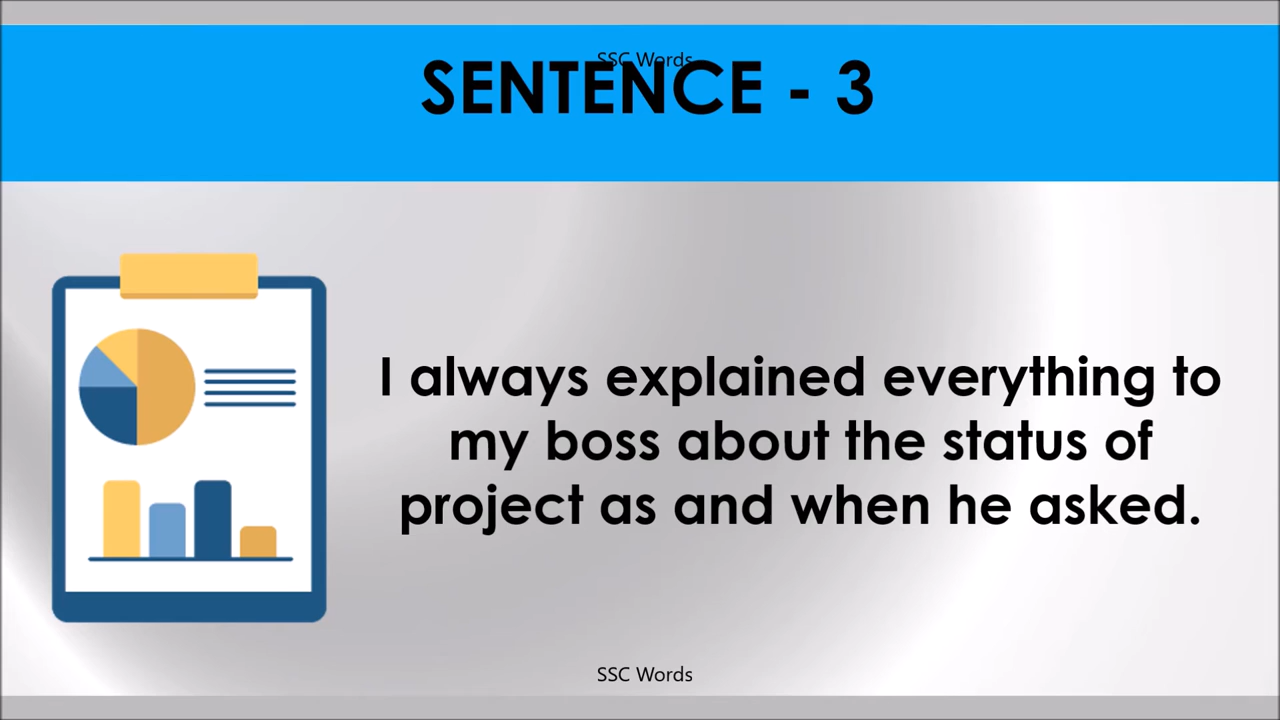 SSC Words
SENTENCE - 3
I always explained everything to
my boss about the status of
project as and when he asked.
SSC Words